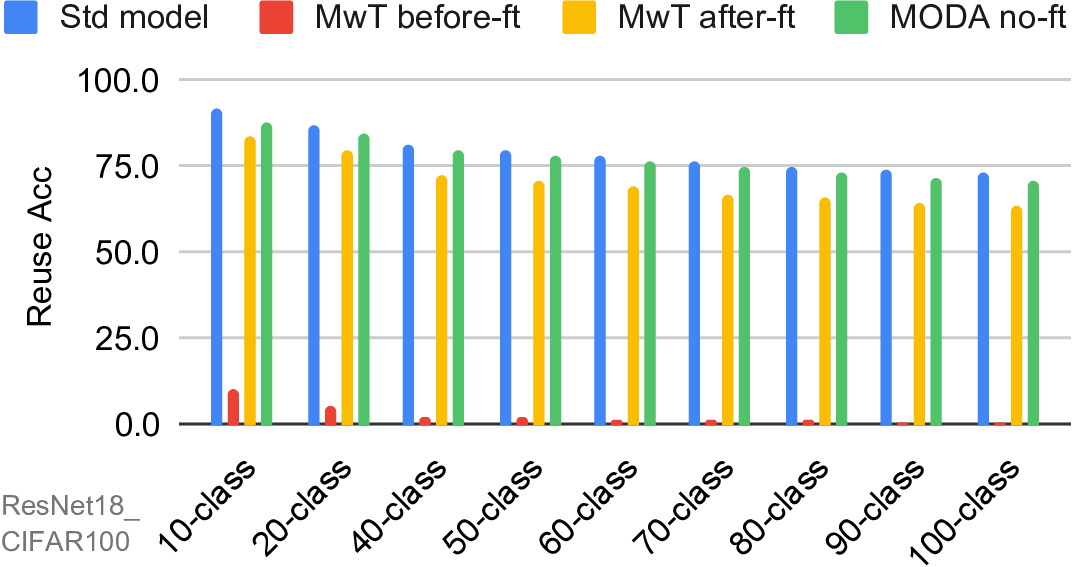 Std model MwT before-ft MwT after-ft MODA no-ft
100.0
75.0
50.0
25.0
0.0
Reuse Acc
10-class 20-class 40-class 50-class 60-class 70-class 80-class 90-class 100-class
ResNet18_
CIFAR100